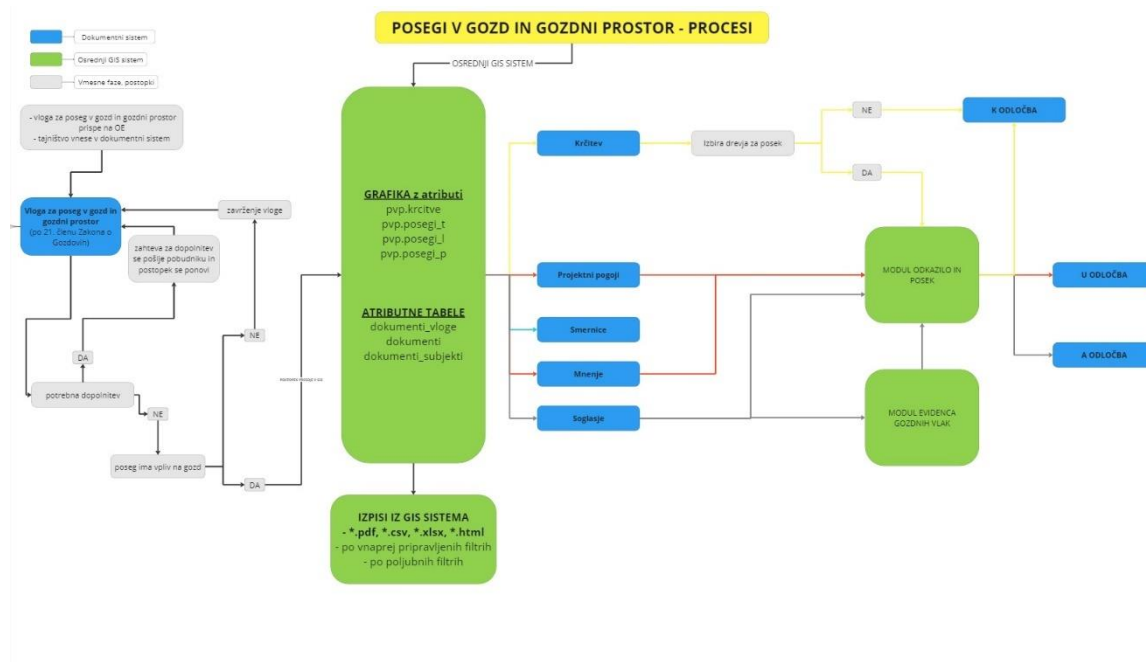 POSEGI V GOZD IN GOZDNI PROSTOR - PROCESI
Dokumentni sistem
Osrednji GIS sistem
Vmesne faze, postopki
OSREDNJI GIS SISTEM
- vloga za poseg v gozd in gozdni prostor
prispe na OE
- tajništvo vnese v dokumentni sistem
Vloga za poseg v gozd in
gozdni prostor
(po 21. členu Zakona o
Gozdovih)
zavrženje vloge
zahteva za dopolnitev
se pošlje pobudniku in
postopek se ponovi
DA
NE
potrebna dopolnitev
NE
poseg ima vpliv na gozd
DA
GRAFIKA z atributi
pvp.krcitve
pvp.posegi_t
pvp.posegi_l
pvp.posegi_p
ATRIBUTNE TABELE
dokumenti_vloge
dokumenti
dokumenti_subjekti
IZPISI IZ GIS SISTEMA
- *.pdf, *.csv, *.xlsx, *.html
- po vnaprej pripravljenih filtrih
- po poljubnih filtrih
Krčitev
Izbira drevja za posek
NE
DA
K ODLOČBA
Projektni pogoji
Smernice
Mnenje
Soglasje
MODUL ODKAZILO IN
POSEK
MODUL EVIDENCA
GOZDNIH VLAK
U ODLOČBA
A ODLOČBA